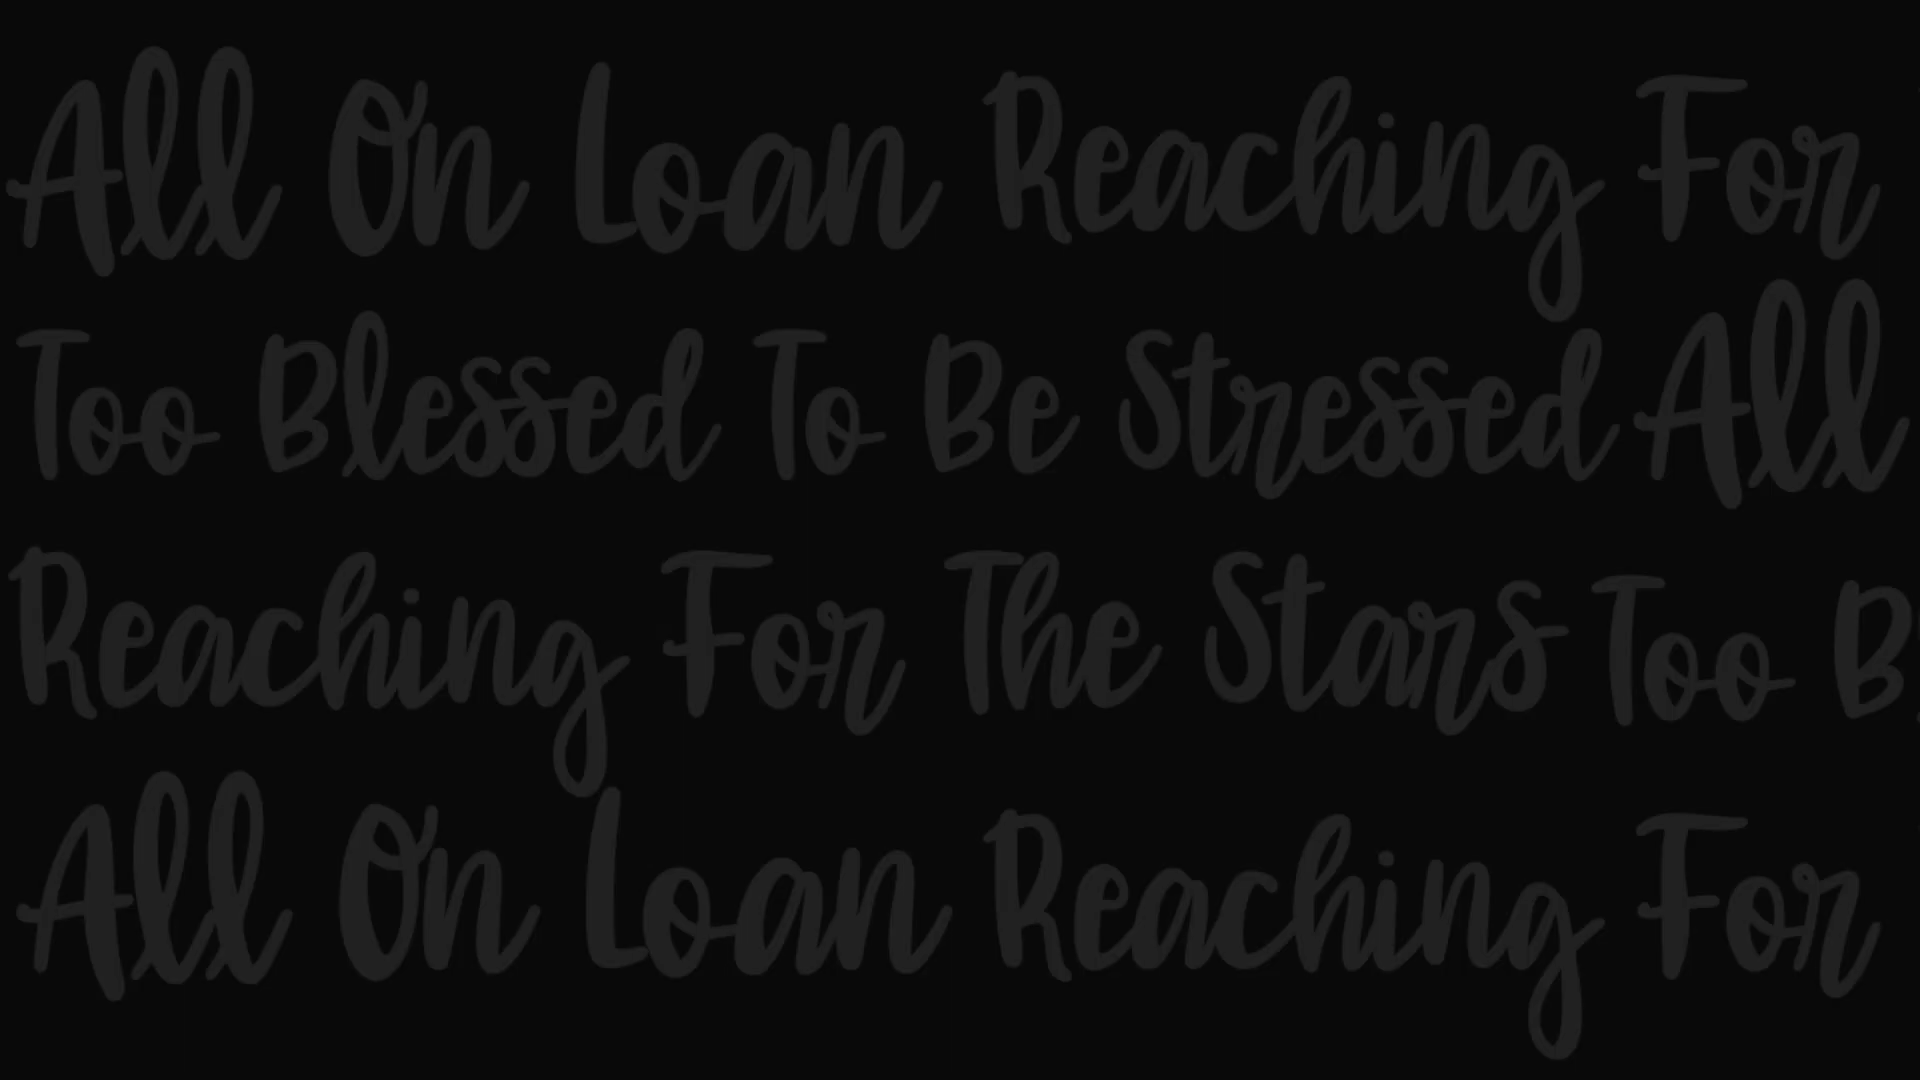 All On Loan Reaching For
Too Blessed To Be Stressed All
Reaching For The Stars Too B
All On Loan Reaching For